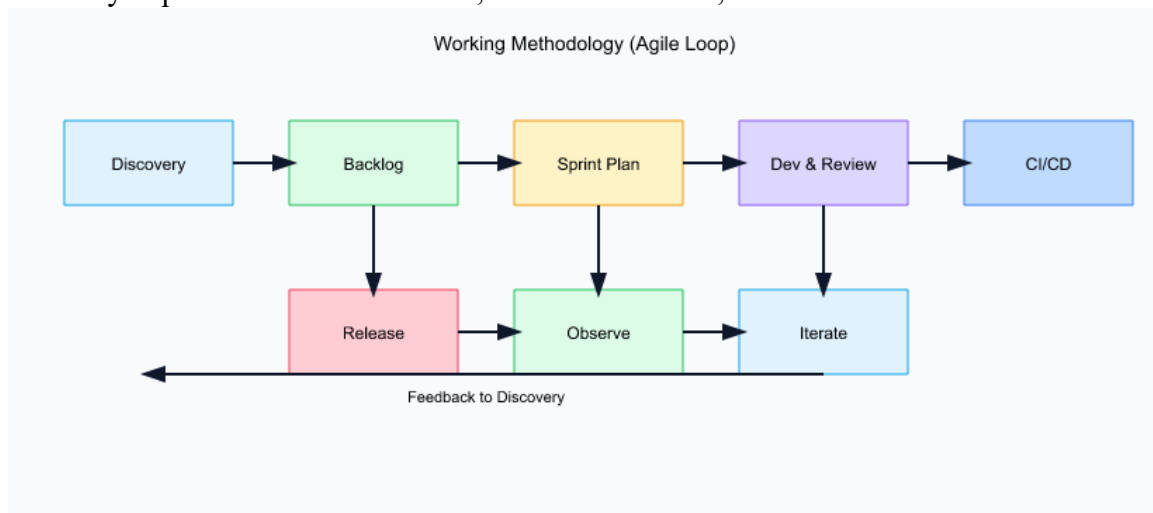 Working Methodology (Agile Loop)
Discovery
Backlog
Sprint Plan
Dev & Review
CI/CD
Release
Observe
Iterate
Feedback to Discovery